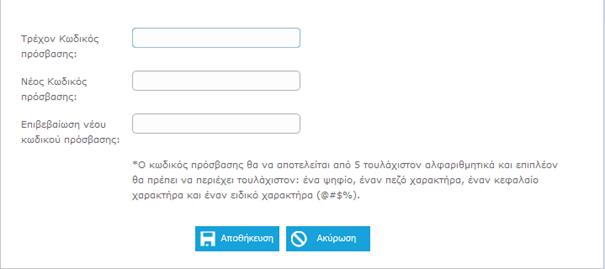 Τρέχον Κωδικός
πρόσβασης:
Νέος Κωδικός
πρόσβασης:
Επιβεβαίωση νέου
κωδικού πρόσβασης:
*Ο κωδικός πρόσβασης θα να αποτελείται από 5 τουλάχιστον αλφαριθμητικά και επιπλέον
θα πρέπει να περιέχει τουλάχιστον: ένα ψηφίο, έναν πεζό χαρακτήρα, έναν κεφαλαίο
χαρακτήρα και έναν ειδικό χαρακτήρα (@#$%).
Αποθήκευση Ακύρωση